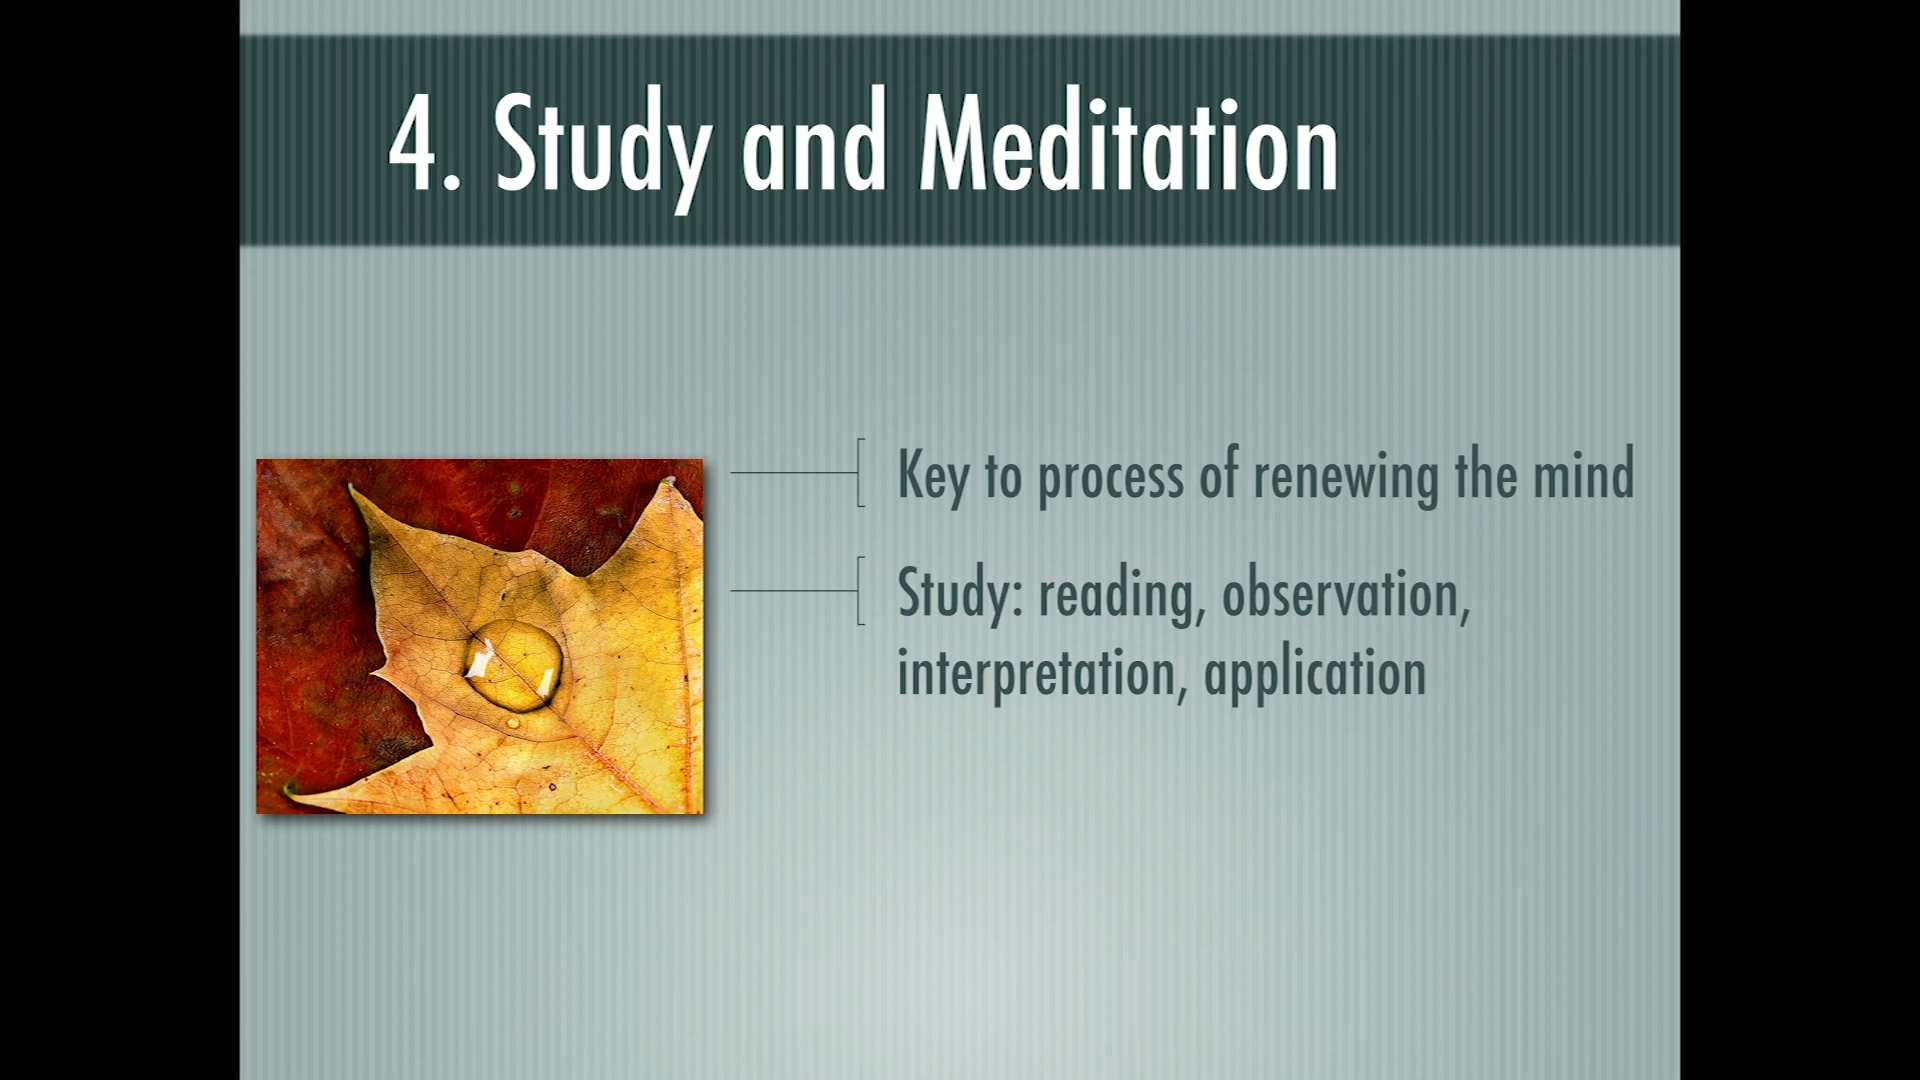 4. Study and Meditation
Key to process of renewing the mind
Study: reading, observation,
interpretation, application